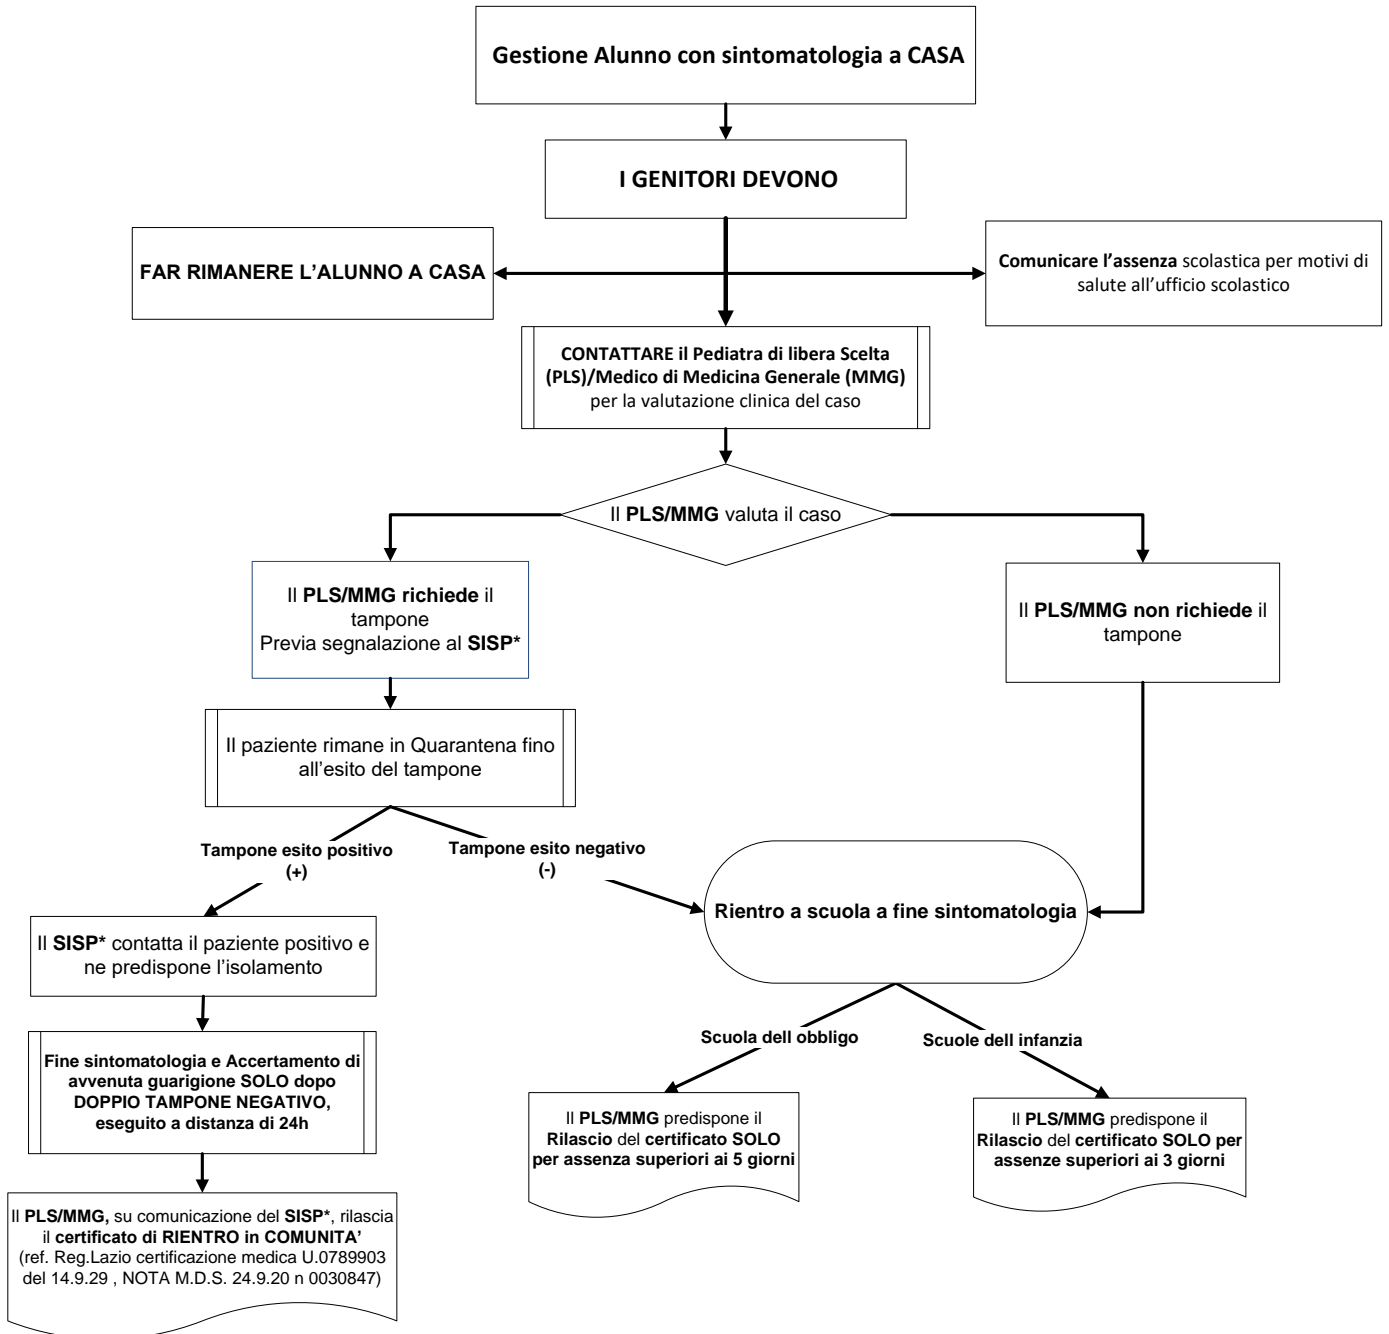 Gestione Alunno con sintomatologia a CASA
I GENITORI DEVONO
FAR RIMANERE L'ALUNNO A CASA
Comunicare l'assenza scolastica per motivi di
salute all'ufficio scolastico
CONTATTARE il Pediatra di libera Scelta
(PLS)/Medico di Medicina Generale (MMG)
per la valutazione clinica del caso
Il PLS/MMG valuta il caso
Il PLS/MMG richiede il
tampone
Previa segnalazione al SISP*
Il PLS/MMG non richiede il
tampone
Il paziente rimane in Quarantena fino
all'esito del tampone
Tampone esito positivo
(+)
Tampone esito negativo
(-)
Rientro a scuola a fine sintomatologia
Il SISP* contatta il paziente positivo e
ne predispone l'isolamento
Fine sintomatologia e Accertamento di
avvenuta guarigione SOLO dopo
DOPPIO TAMPONE NEGATIVO,
eseguito a distanza di 24h
Scuola dell obbligo
Scuole dell infanzia
Il PLS/MMG predispone il
Rilascio del certificato SOLO
per assenza superiori ai 5 giorni
Il PLS/MMG predispone il
Rilascio del certificato SOLO per
assenze superiori ai 3 giorni
Il PLS/MMG, su comunicazione del SISP*, rilascia
il certificato di RIENTRO in COMUNITA'
(ref. Reg.Lazio certificazione medica U.0789903
del 14.9.29 , NOTA M.D.S. 24.9.20 n 0030847)